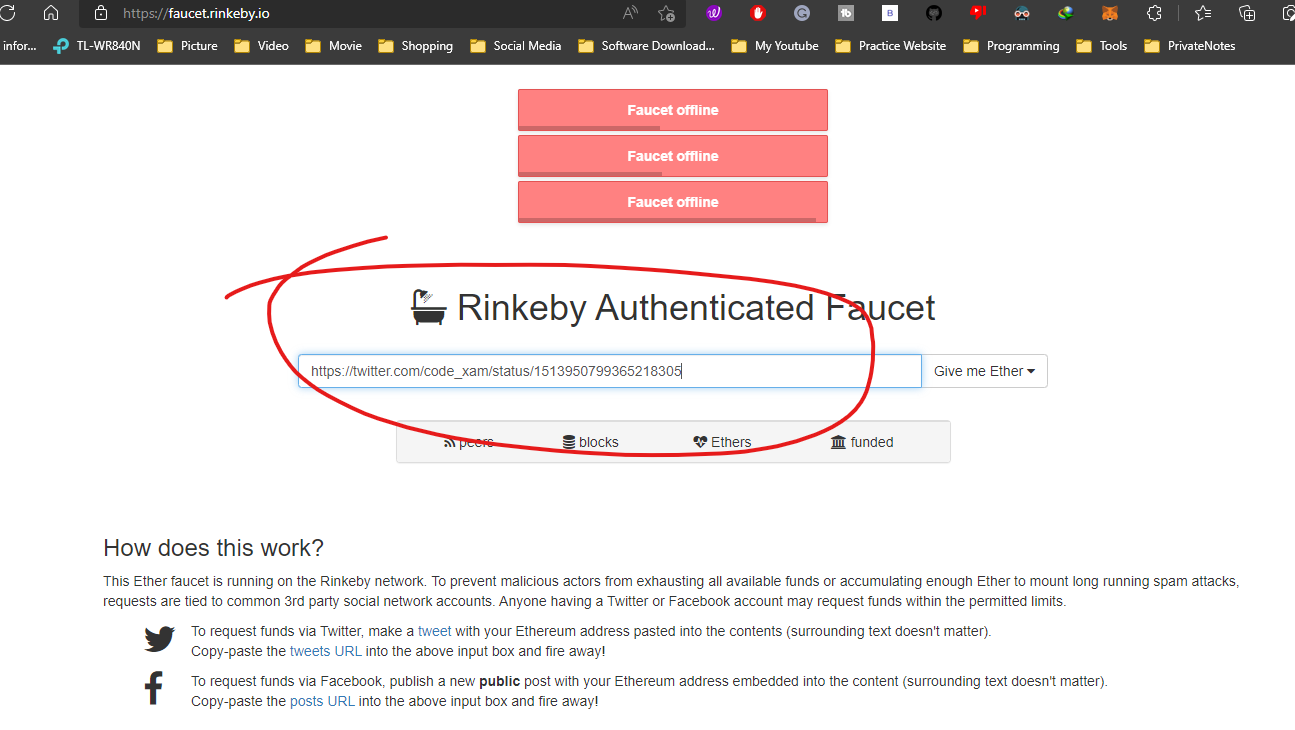 https://faucet.rinkeby.io
infor... TL-WR840N Picture Video Movie Shopping Social Media Software Download... My Youtube Practice Website Programming Tools PrivateNotes
Faucet offline
Faucet offline
Faucet offline
Rinkeby Authenticated Faucet
https://twitter.com/code_xam/status/1513950799365218305 Give me Ether
peers blocks Ethers funded
How does this work?
This Ether faucet is running on the Rinkeby network. To prevent malicious actors from exhausting all available funds or accumulating enough Ether to mount long running spam attacks,
requests are tied to common 3rd party social network accounts. Anyone having a Twitter or Facebook account may request funds within the permitted limits.
To request funds via Twitter, make a tweet with your Ethereum address pasted into the contents (surrounding text doesn't matter).
Copy-paste the tweets URL into the above input box and fire away!
To request funds via Facebook, publish a new public post with your Ethereum address embedded into the content (surrounding text doesn't matter).
Copy-paste the posts URL into the above input box and fire away!